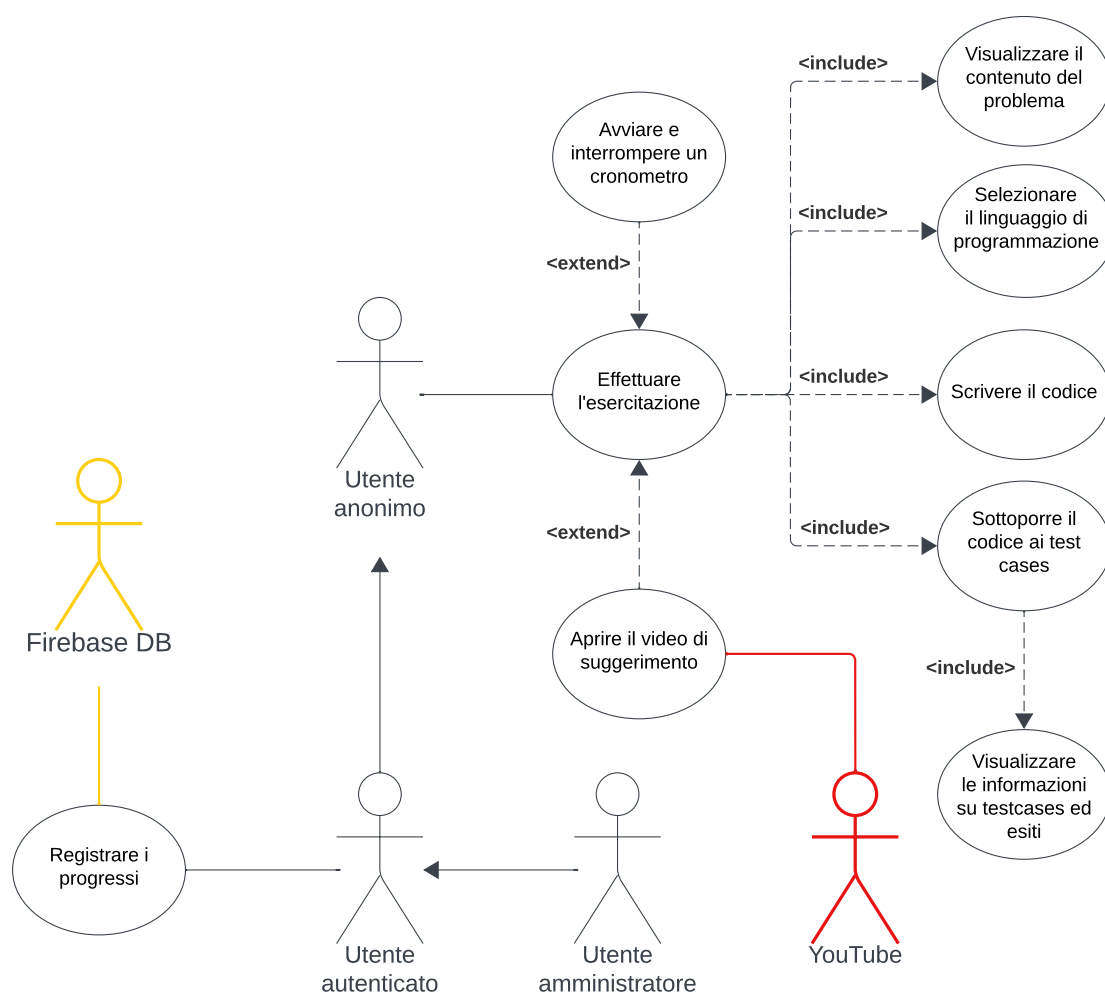 Visualizzare il
contenuto del
problema
<include>
Avviare e
interrompere un
cronometro
Selezionare
il linguaggio di
programmazione
<include>
<extend>
Effettuare
l'esercitazione
<include>
Scrivere il codice
Utente
anonimo
<extend>
<include>
Sottoporre il
codice ai test
cases
Firebase DB
Aprire il video di
suggerimento
<include>
Visualizzare
le informazioni
su testcases ed
esiti
Registrare i
progressi
Utente
autenticato
Utente
amministratore
YouTube